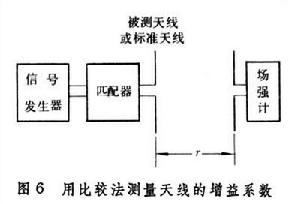 被测天线
或标准天线
信号
发生器
匹配器
场
强
计
r
图6 用比较法测量天线的增益系数